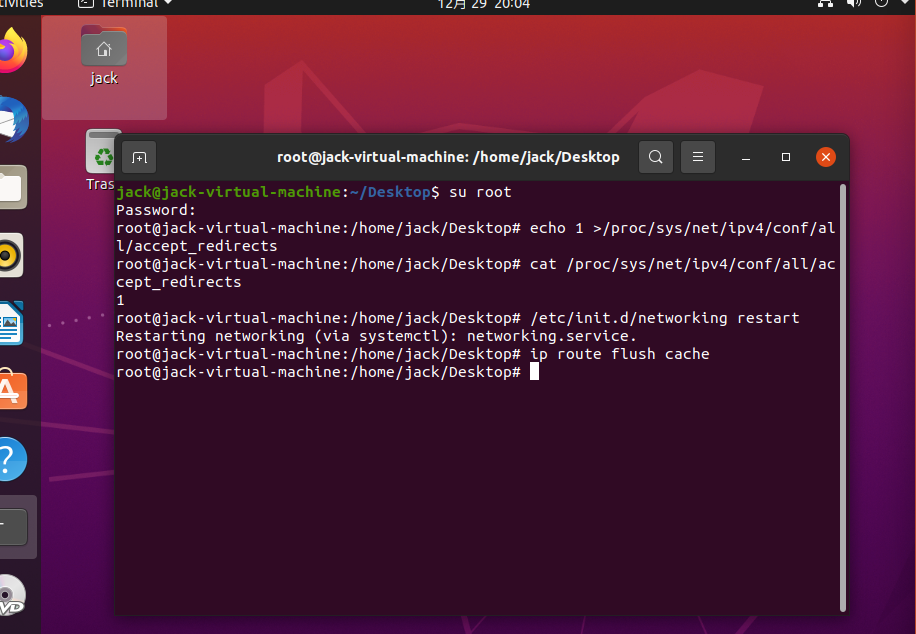 Terminal
12月 29 20:04
jack
root@jack-virtual-machine: /home/jack/Desktop
jack@jack-virtual-machine:~/Desktop$ su root
Password:
root@jack-virtual-machine:/home/jack/Desktop# echo 1 >/proc/sys/net/ipv4/conf/al
l/accept_redirects
root@jack-virtual-machine:/home/jack/Desktop# cat /proc/sys/net/ipv4/conf/all/ac
cept_redirects
1
root@jack-virtual-machine:/home/jack/Desktop# /etc/init.d/networking restart
Restarting networking (via systemctl): networking.service.
root@jack-virtual-machine:/home/jack/Desktop# ip route flush cache
root@jack-virtual-machine:/home/jack/Desktop#